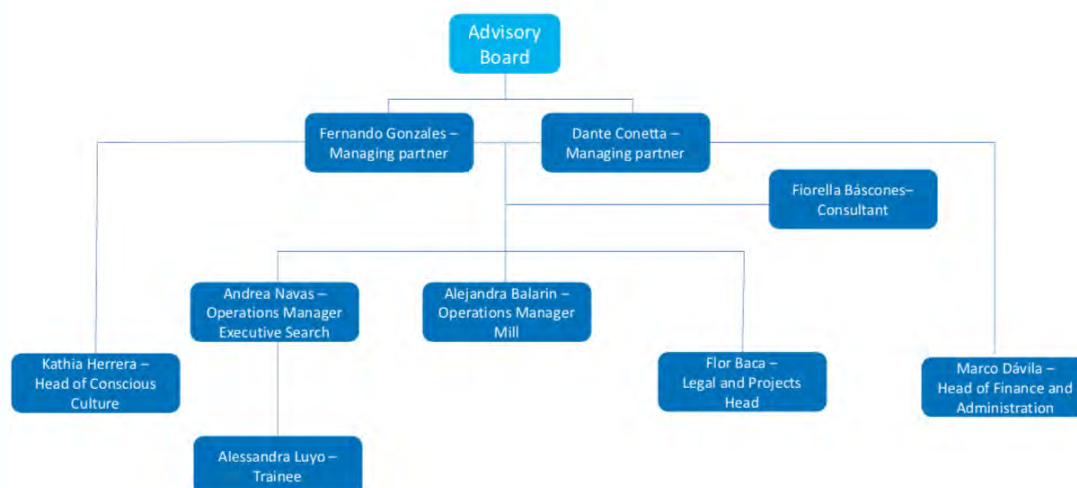 Advisory
Board
Fernando Gonzales –
Managing partner
Dante Conetta –
Managing partner
Fiorella Báscones–
Consultant
Andrea Navas –
Operations Manager
Executive Search
Alejandra Balarin –
Operations Manager
Mill
Kathia Herrera –
Head of Conscious
Culture
Flor Baca –
Legal and Projects
Head
Marco Dávila –
Head of Finance and
Administration
Alessandra Luyo –
Trainee